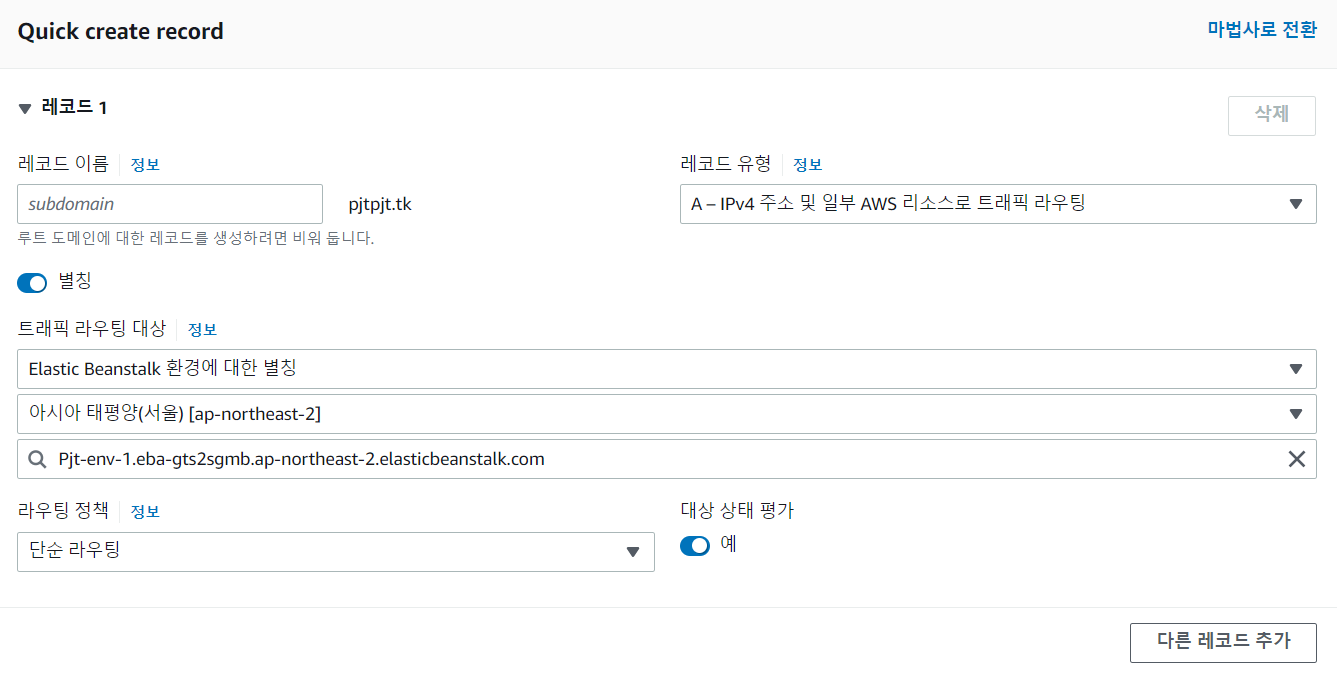 Quick create record
마법사로 전환
레코드 1
삭제
레코드 이름 정보
레코드 유형 정보
subdomain
pjtpjt.tk
A – IPv4 주소 및 일부 AWS 리소스로 트래픽 라우팅
루트 도메인에 대한 레코드를 생성하려면 비워 둡니다.
별칭
트래픽 라우팅 대상 정보
Elastic Beanstalk 환경에 대한 별칭
아시아 태평양(서울) [ap-northeast-2]
Pjt-env-1.eba-gts2sgmb.ap-northeast-2.elasticbeanstalk.com
라우팅 정책 정보
대상 상태 평가
단순 라우팅
예
다른 레코드 추가